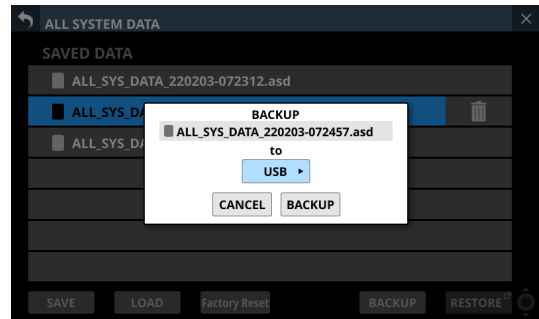 ALL SYSTEM DATA
SAVED DATA
ALL_SYS_DATA_220203-072312.asd
ALL_SYS_DA
ALL_SYS_DA
BACKUP
ALL_SYS_DATA_220203-072457.asd
to
USB
CANCEL BACKUP
SAVE LOAD Factory Reset BACKUP RESTORE